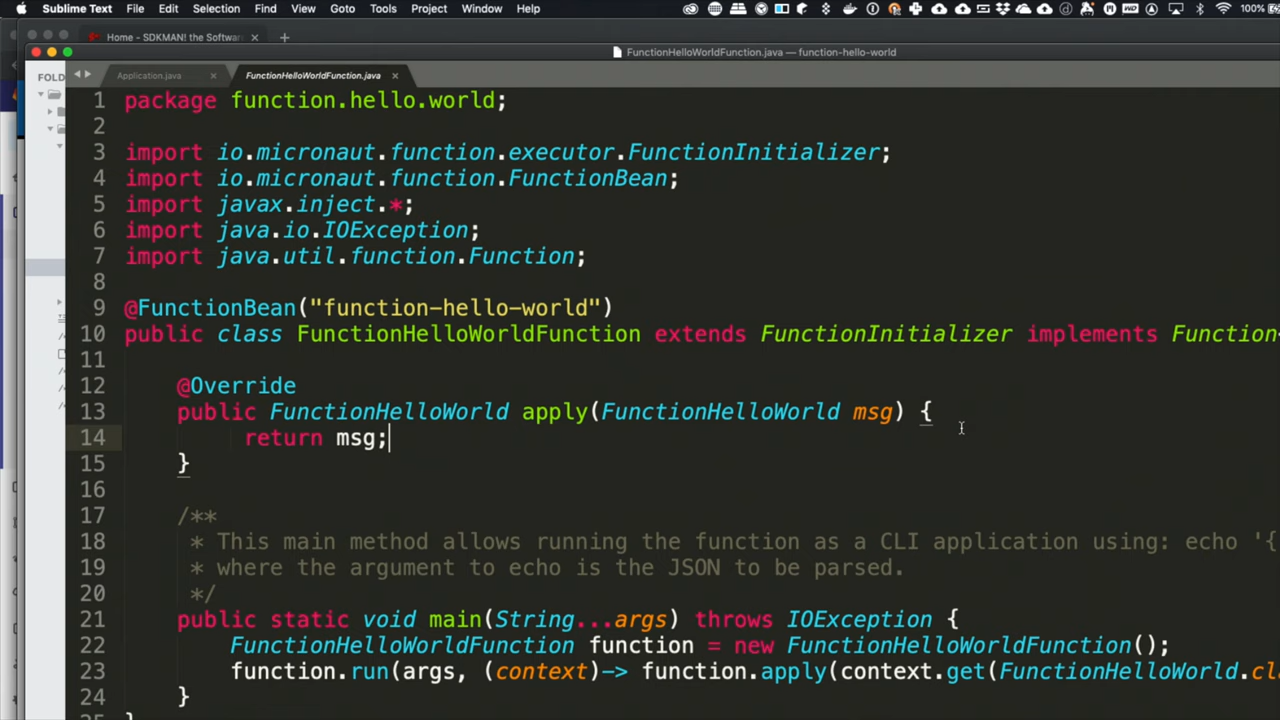 Sublime Text File Edit Selection Find View Goto Tools Project Window Help 100%
Home - SDKMAN! the Softwar
FunctionHelloWorldFunction.java — function-hello-world
FOLD
Application.java FunctionHelloWorldFunction.java
1 package function.hello.world;
2
3 import io.micronaut.function.executor.FunctionInitializer;
4 import io.micronaut.function.FunctionBean;
5 import javax.inject.*;
6 import java.io.IOException;
7 import java.util.function.Function;
8
9 @FunctionBean("function-hello-world")
10 public class FunctionHelloWorldFunction extends FunctionInitializer implements Function
11
12 @Override
13 public FunctionHelloWorld apply(FunctionHelloWorld msg) {
14 return msg;
15 }
16
17 /**
18 * This main method allows running the function as a CLI application using: echo '{
19 * where the argument to echo is the JSON to be parsed.
20 */
21 public static void main(String...args) throws IOException {
22 FunctionHelloWorldFunction function = new FunctionHelloWorldFunction();
23 function.run(args, (context)-> function.apply(context.get(FunctionHelloWorld.cla
24 }
25 }